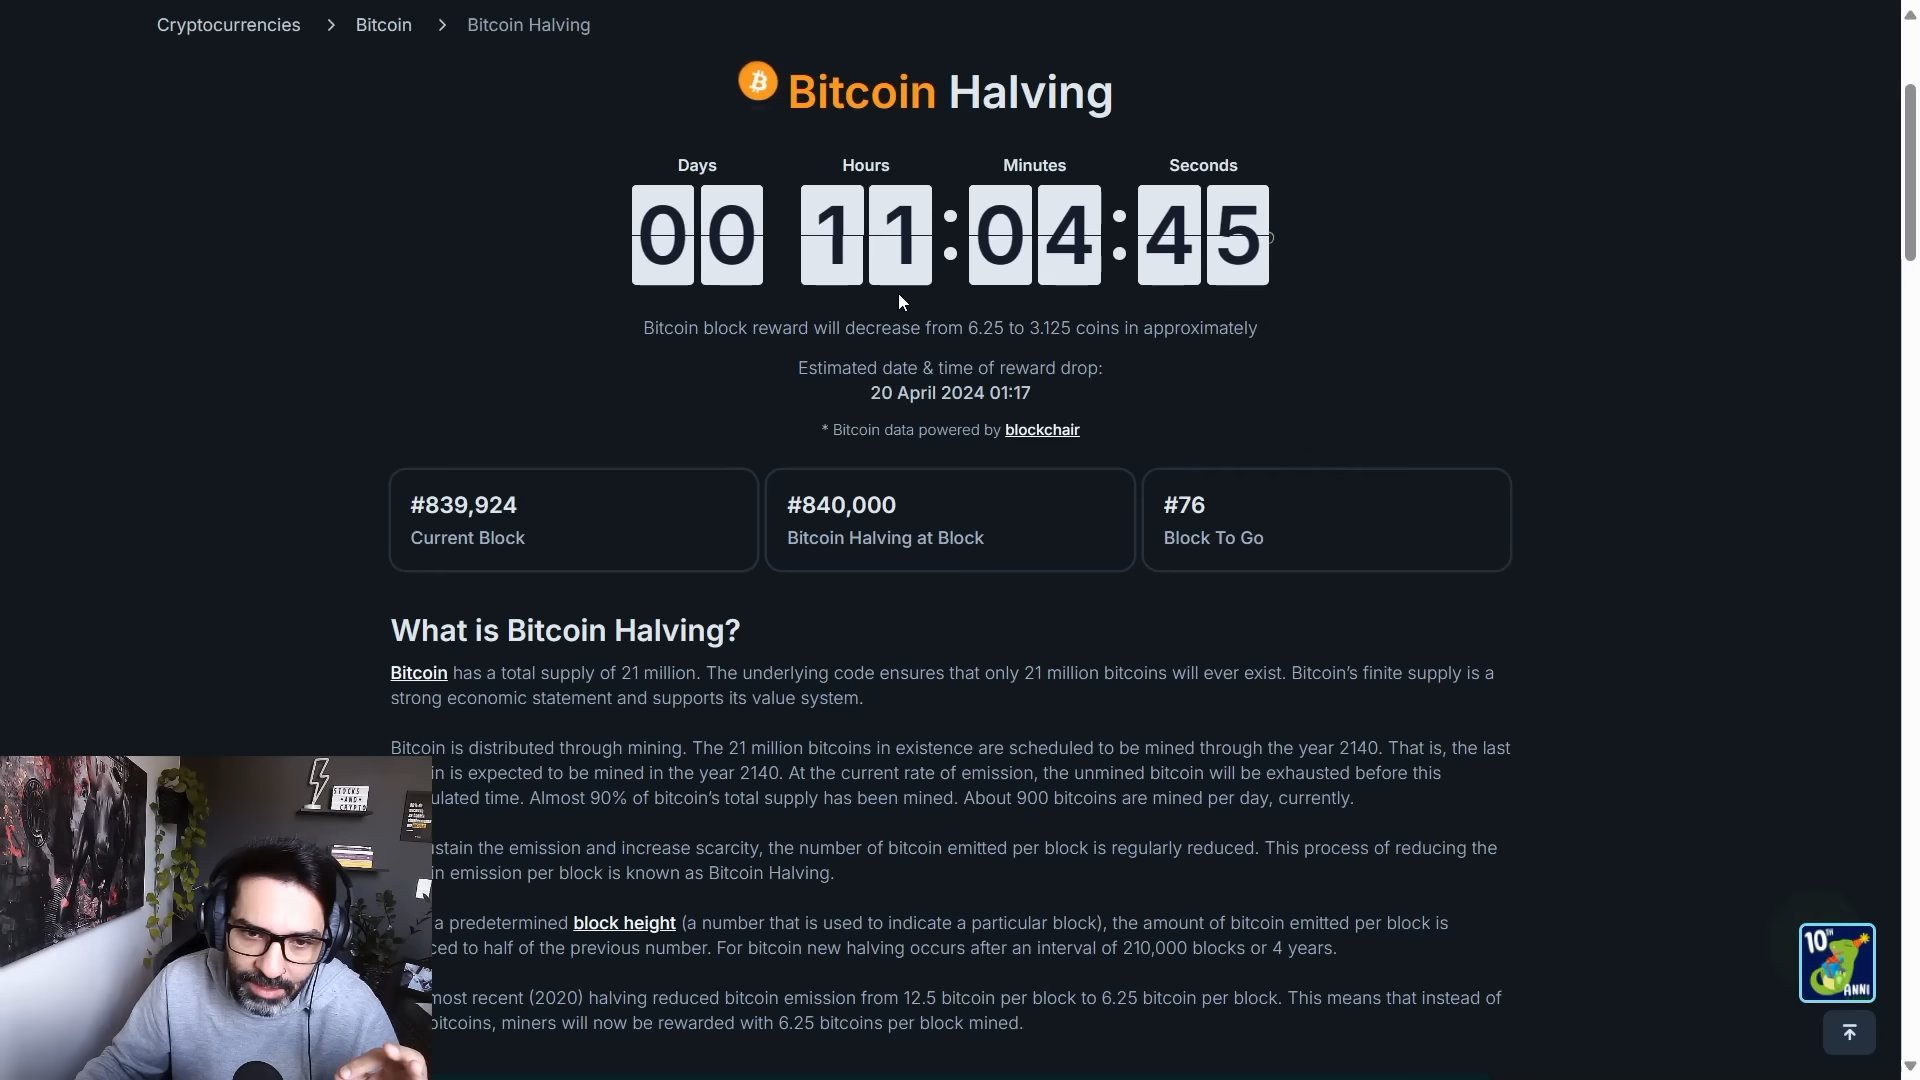 Cryptocurrencies > Bitcoin > Bitcoin Halving
Bitcoin Halving
Days Hours Minutes Seconds
00 11:04:45
Bitcoin block reward will decrease from 6.25 to 3.125 coins in approximately
Estimated date & time of reward drop:
20 April 2024 01:17
* Bitcoin data powered by blockchair
#839,924 #840,000 #76
Current Block Bitcoin Halving at Block Block To Go
What is Bitcoin Halving?
Bitcoin has a total supply of 21 million. The underlying code ensures that only 21 million bitcoins will ever exist. Bitcoin’s finite supply is a
strong economic statement and supports its value system.
Bitcoin is distributed through mining. The 21 million bitcoins in existence are scheduled to be mined through the year 2140. That is, the last
in is expected to be mined in the year 2140. At the current rate of emission, the unmined bitcoin will be exhausted before this
ulated time. Almost 90% of bitcoin’s total supply has been mined. About 900 bitcoins are mined per day, currently.
stain the emission and increase scarcity, the number of bitcoin emitted per block is regularly reduced. This process of reducing the
in emission per block is known as Bitcoin Halving.
a predetermined block height (a number that is used to indicate a particular block), the amount of bitcoin emitted per block is
ced to half of the previous number. For bitcoin new halving occurs after an interval of 210,000 blocks or 4 years.
most recent (2020) halving reduced bitcoin emission from 12.5 bitcoin per block to 6.25 bitcoin per block. This means that instead of
bitcoins, miners will now be rewarded with 6.25 bitcoins per block mined.
STOCKS
AND
CRYPTO
10TH
ANNI